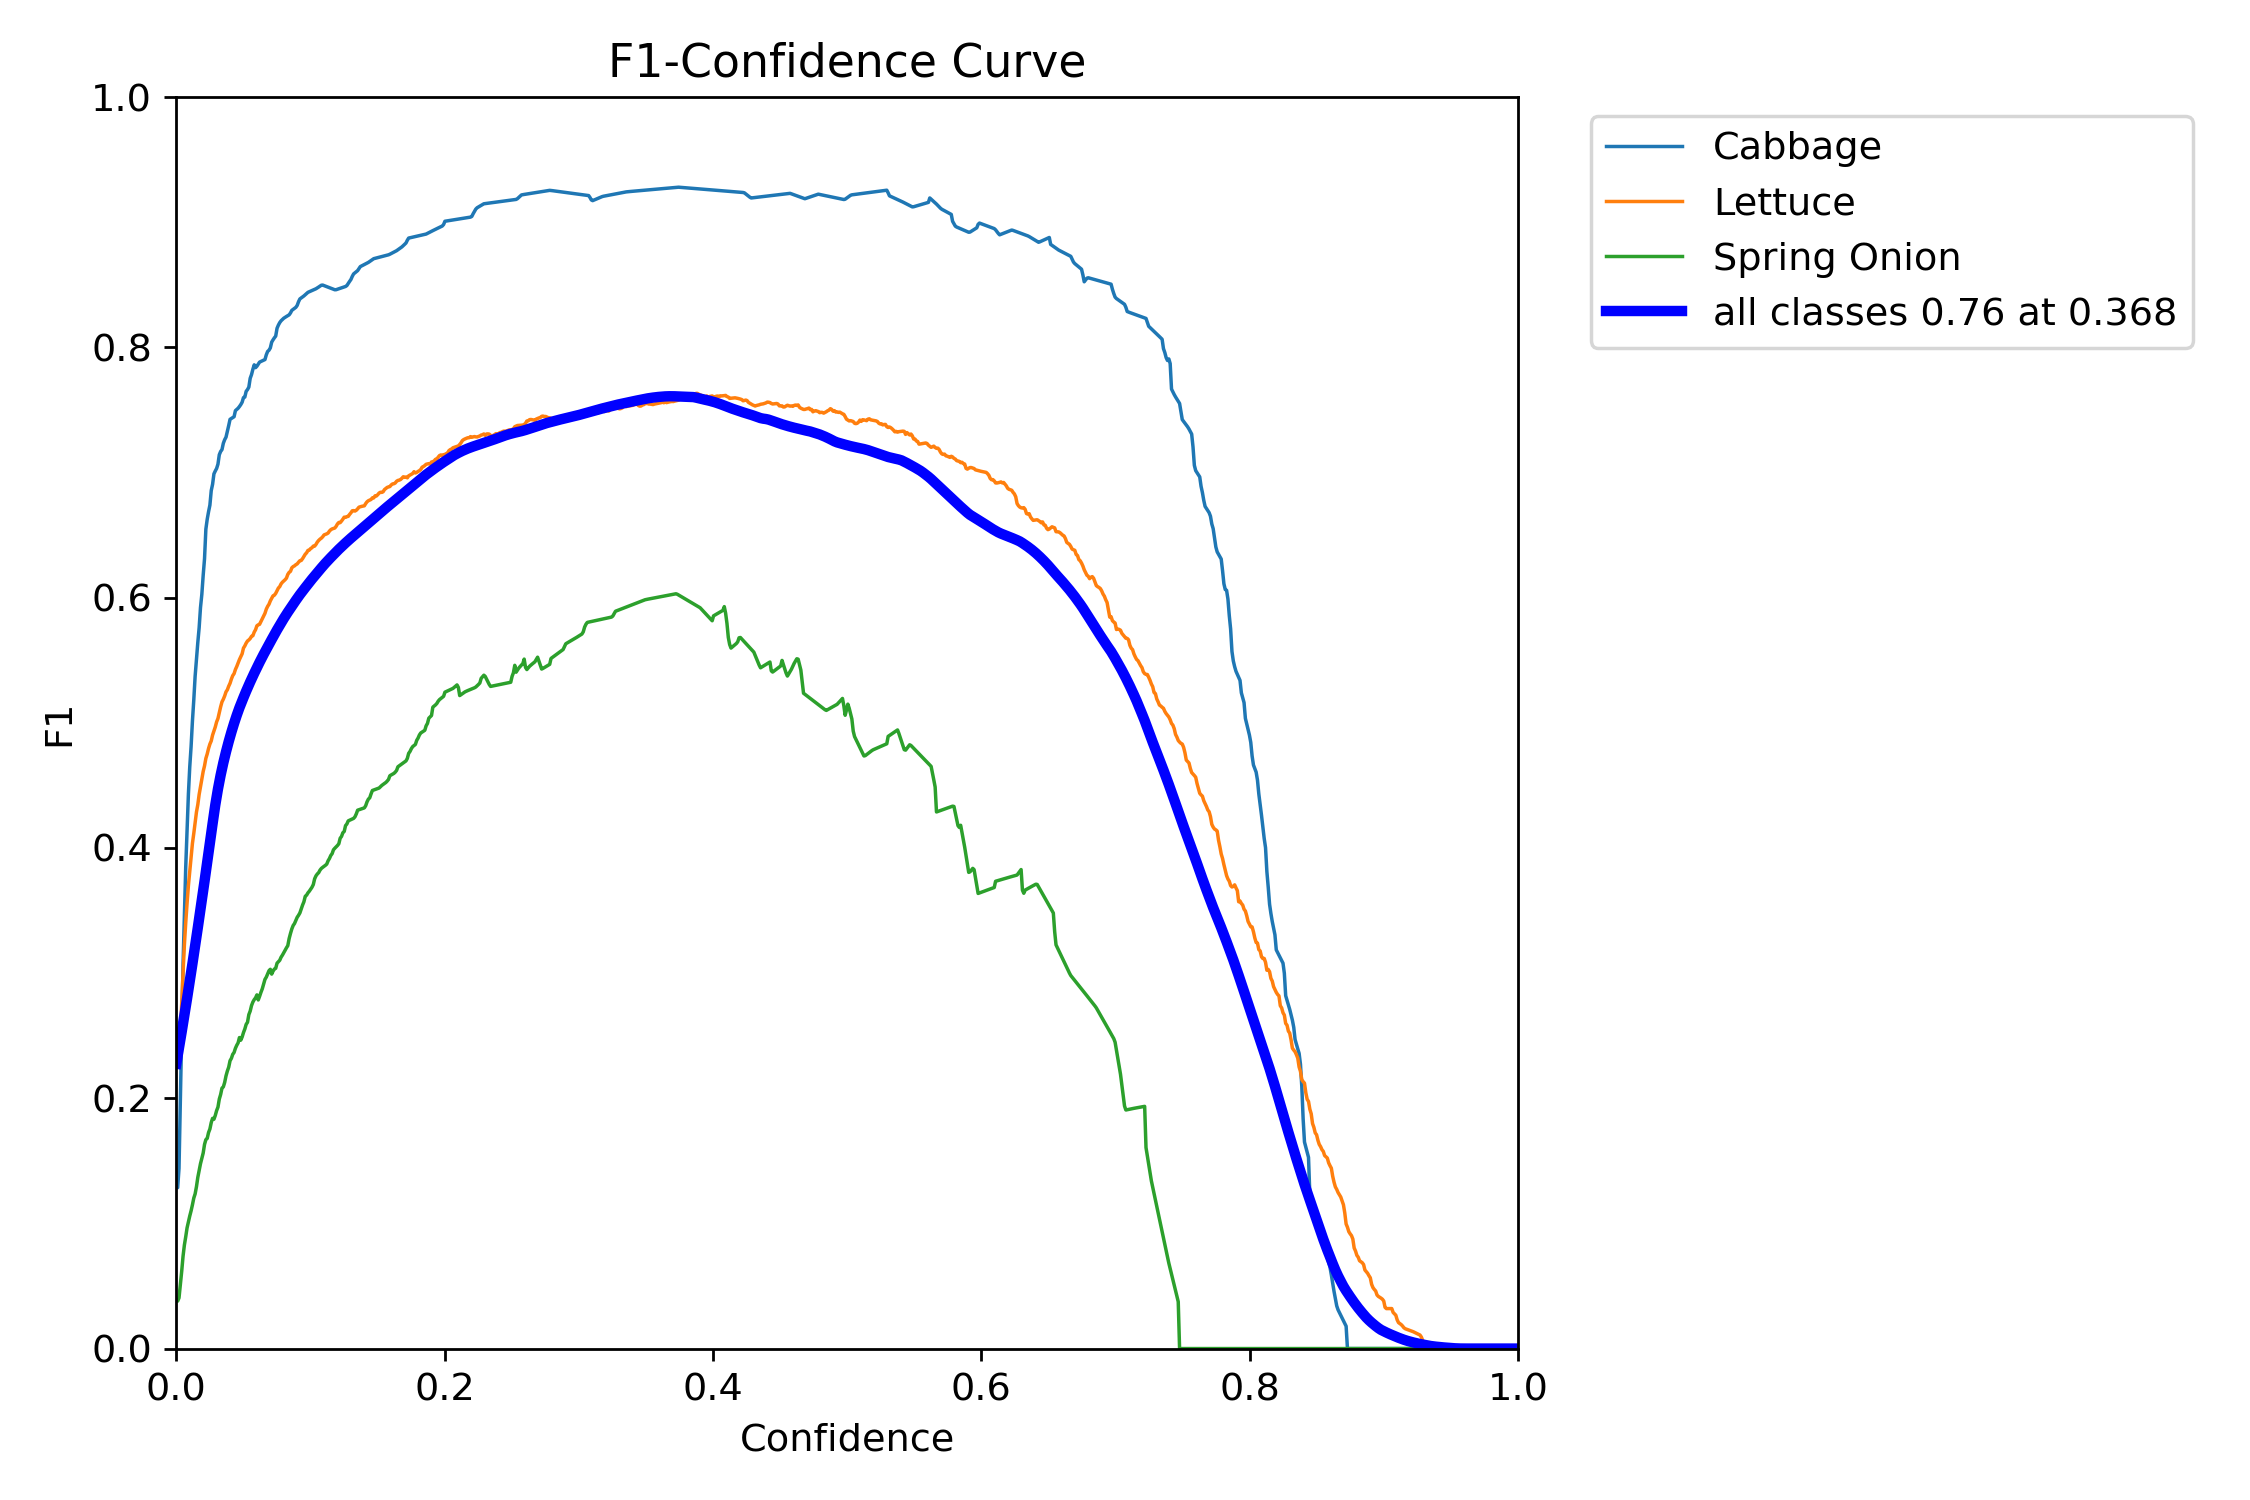 F1-Confidence Curve
1.0
0.8
0.6
0.4
0.2
0.0
F1
0.0 0.2 0.4 0.6 0.8 1.0
Confidence
Cabbage
Lettuce
Spring Onion
all classes 0.76 at 0.368